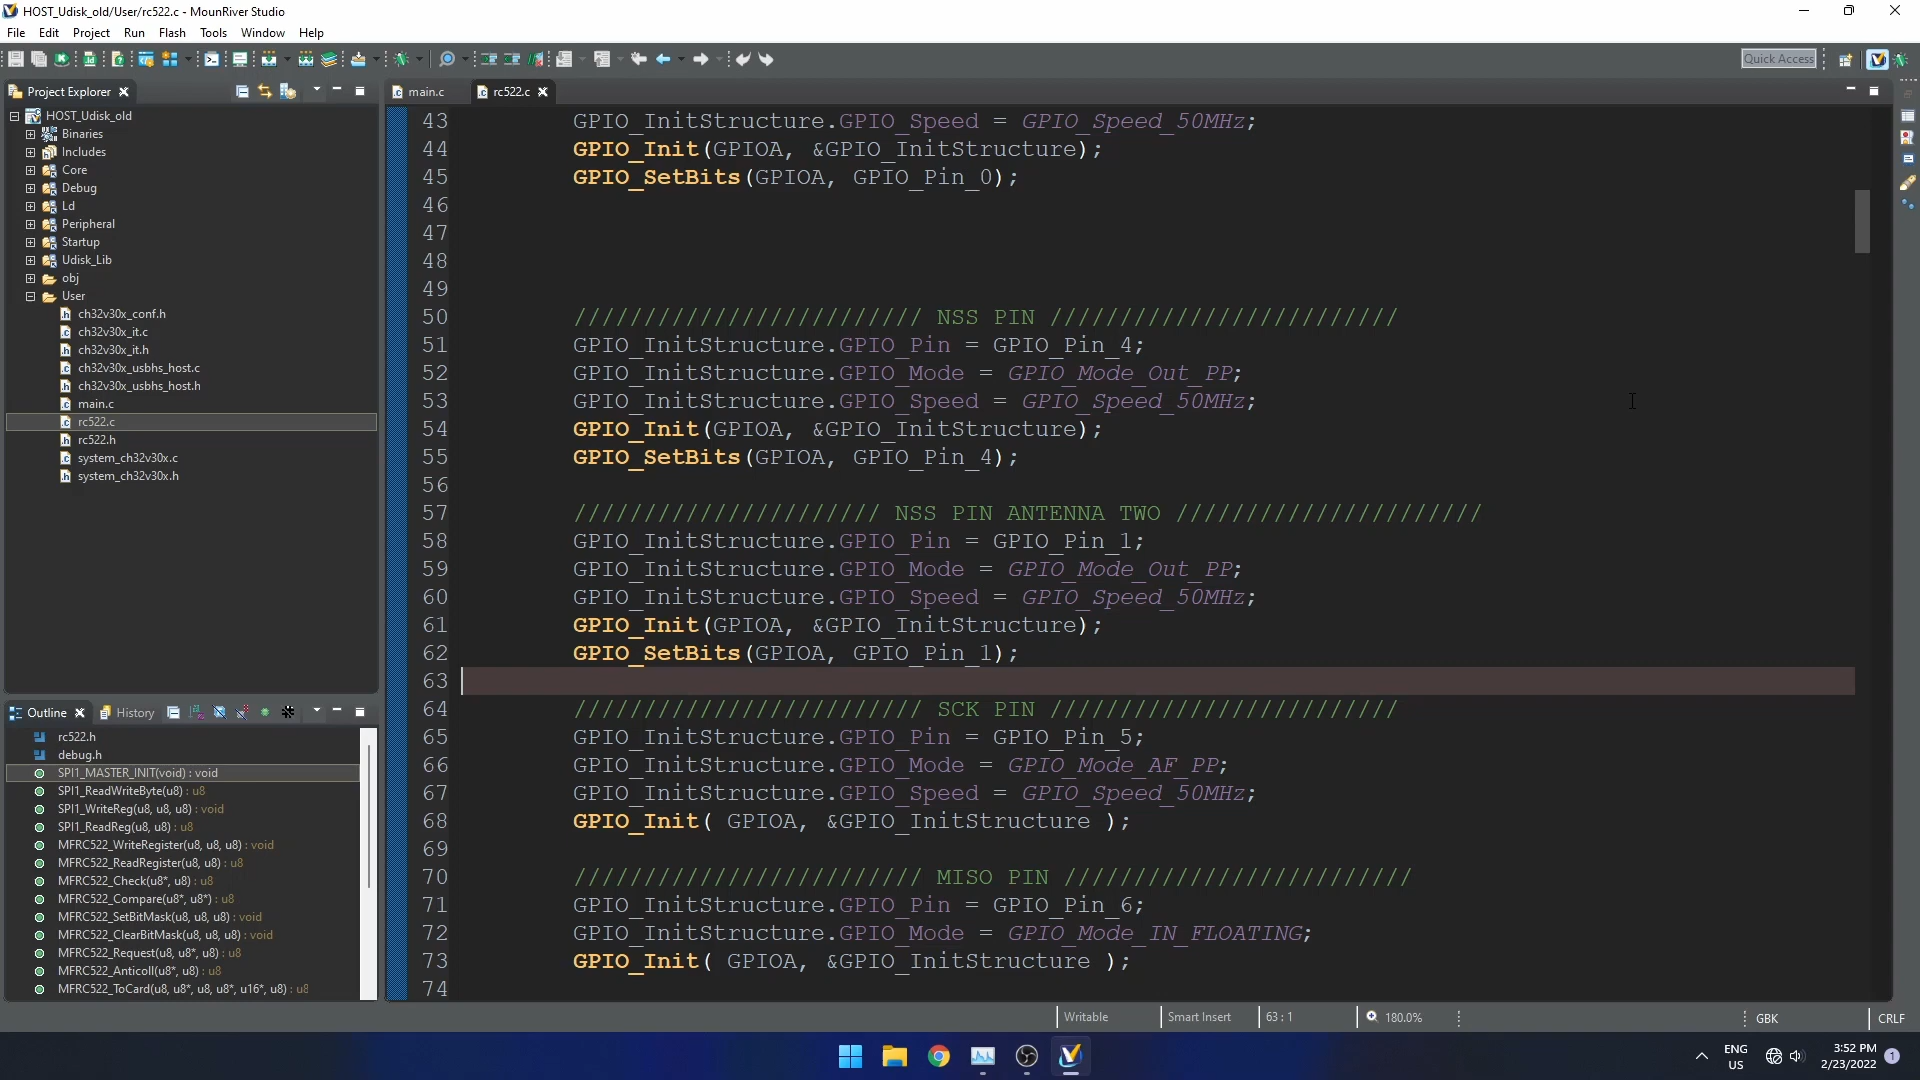 HOST_Udisk_old/User/rc522.c - MounRiver Studio
File Edit Project Run Flash Tools Window Help
Quick Access
Project Explorer
main.c
rc522.c
HOST_Udisk_old
Binaries
Includes
Core
Debug
Ld
Peripheral
Startup
Udisk_Lib
obj
User
ch32v30x_conf.h
ch32v30x_it.c
ch32v30x_it.h
ch32v30x_usbhs_host.c
ch32v30x_usbhs_host.h
main.c
rc522.c
rc522.h
system_ch32v30x.c
system_ch32v30x.h
Outline History
rc522.h
debug.h
SPI1_MASTER_INIT(void) : void
SPI1_ReadWriteByte(u8) : u8
SPI1_WriteReg(u8, u8, u8) : void
SPI1_ReadReg(u8, u8) : u8
MFRC522_WriteRegister(u8, u8, u8) : void
MFRC522_ReadRegister(u8, u8) : u8
MFRC522_Check(u8*, u8) : u8
MFRC522_Compare(u8*, u8*) : u8
MFRC522_SetBitMask(u8, u8, u8) : void
MFRC522_ClearBitMask(u8, u8, u8) : void
MFRC522_Request(u8, u8*, u8) : u8
MFRC522_Anticoll(u8*, u8) : u8
MFRC522_ToCard(u8, u8*, u8, u8*, u16*, u8) : u8
43 GPIO_InitStructure.GPIO_Speed = GPIO_Speed_50MHz;
44 GPIO_Init(GPIOA, &GPIO_InitStructure);
45 GPIO_SetBits(GPIOA, GPIO_Pin_0);
46
47
48
49
50 ///////////////////////// NSS PIN /////////////////////////
51 GPIO_InitStructure.GPIO_Pin = GPIO_Pin_4;
52 GPIO_InitStructure.GPIO_Mode = GPIO_Mode_Out_PP;
53 GPIO_InitStructure.GPIO_Speed = GPIO_Speed_50MHz;
54 GPIO_Init(GPIOA, &GPIO_InitStructure);
55 GPIO_SetBits(GPIOA, GPIO_Pin_4);
56
57 ////////////////////// NSS PIN ANTENNA TWO //////////////////////
58 GPIO_InitStructure.GPIO_Pin = GPIO_Pin_1;
59 GPIO_InitStructure.GPIO_Mode = GPIO_Mode_Out_PP;
60 GPIO_InitStructure.GPIO_Speed = GPIO_Speed_50MHz;
61 GPIO_Init(GPIOA, &GPIO_InitStructure);
62 GPIO_SetBits(GPIOA, GPIO_Pin_1);
63
64 ///////////////////////// SCK PIN /////////////////////////
65 GPIO_InitStructure.GPIO_Pin = GPIO_Pin_5;
66 GPIO_InitStructure.GPIO_Mode = GPIO_Mode_AF_PP;
67 GPIO_InitStructure.GPIO_Speed = GPIO_Speed_50MHz;
68 GPIO_Init( GPIOA, &GPIO_InitStructure );
69
70 ///////////////////////// MISO PIN /////////////////////////
71 GPIO_InitStructure.GPIO_Pin = GPIO_Pin_6;
72 GPIO_InitStructure.GPIO_Mode = GPIO_Mode_IN_FLOATING;
73 GPIO_Init( GPIOA, &GPIO_InitStructure );
74
Writable Smart Insert 63 : 1 180.0% GBK CRLF
ENG
US
3:52 PM
2/23/2022
1